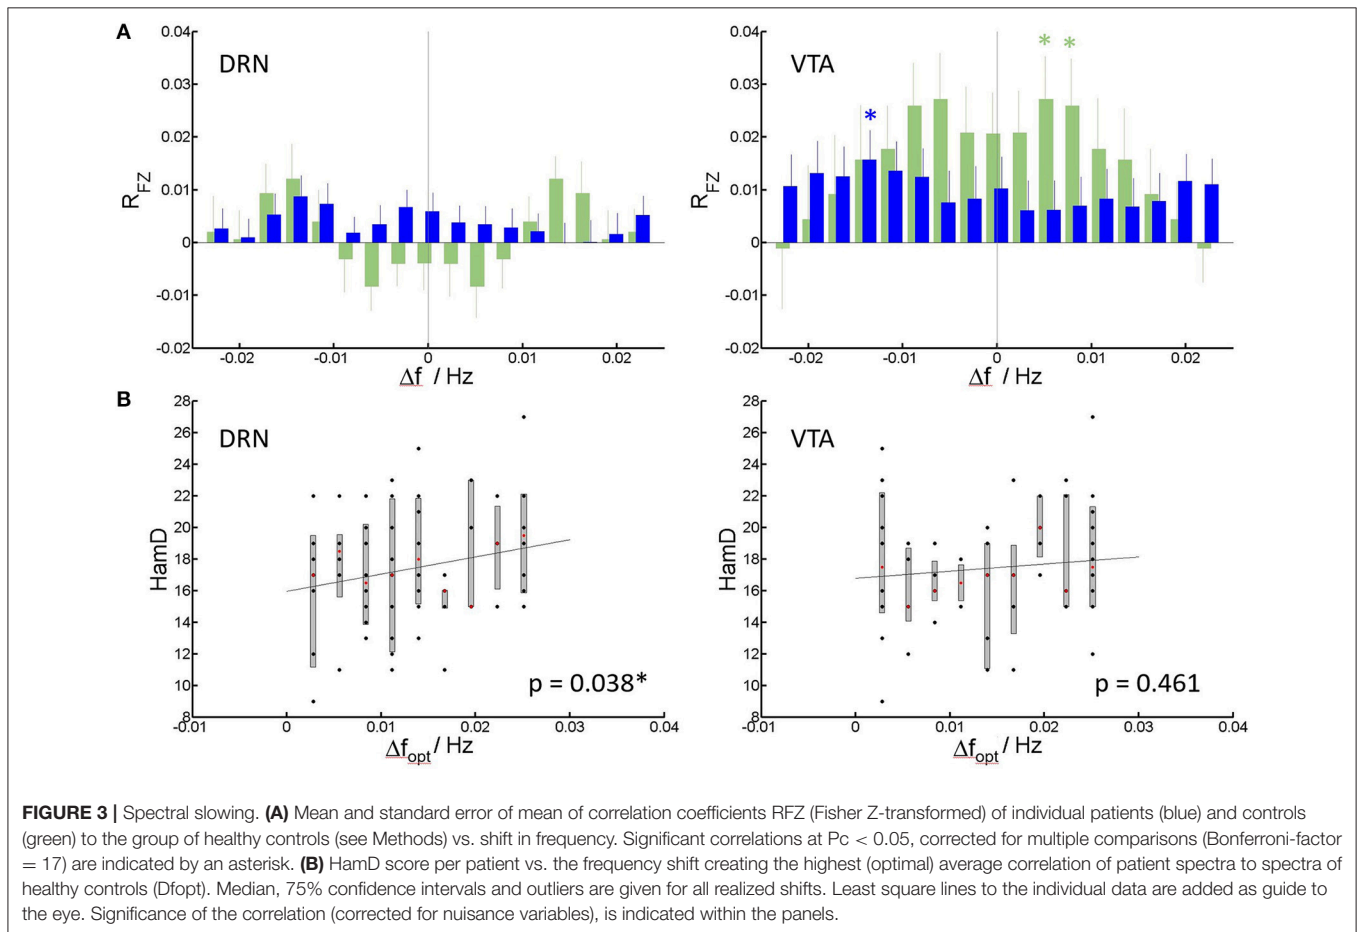 A
0.04
0.03
0.02
0.01
0
-0.01
-0.02
DRN
R_FZ
-0.02
-0.01
0
0.01
0.02
Δf / Hz
0.04
0.03
0.02
0.01
0
-0.01
-0.02
VTA
* *
*
R_FZ
-0.02
-0.01
0
0.01
0.02
Δf / Hz
B
28
26
24
22
20
18
16
14
12
10
8
DRN
HamD
p = 0.038*
-0.01
0
0.01
0.02
0.03
0.04
Δf_opt / Hz
28
26
24
22
20
18
16
14
12
10
8
VTA
HamD
p = 0.461
-0.01
0
0.01
0.02
0.03
0.04
Δf_opt / Hz
FIGURE 3 | Spectral slowing. (A) Mean and standard error of mean of correlation coefficients RFZ (Fisher Z-transformed) of individual patients (blue) and controls
(green) to the group of healthy controls (see Methods) vs. shift in frequency. Significant correlations at Pc < 0.05, corrected for multiple comparisons (Bonferroni-factor
= 17) are indicated by an asterisk. (B) HamD score per patient vs. the frequency shift creating the highest (optimal) average correlation of patient spectra to spectra of
healthy controls (Dfopt). Median, 75% confidence intervals and outliers are given for all realized shifts. Least square lines to the individual data are added as guide to
the eye. Significance of the correlation (corrected for nuisance variables), is indicated within the panels.